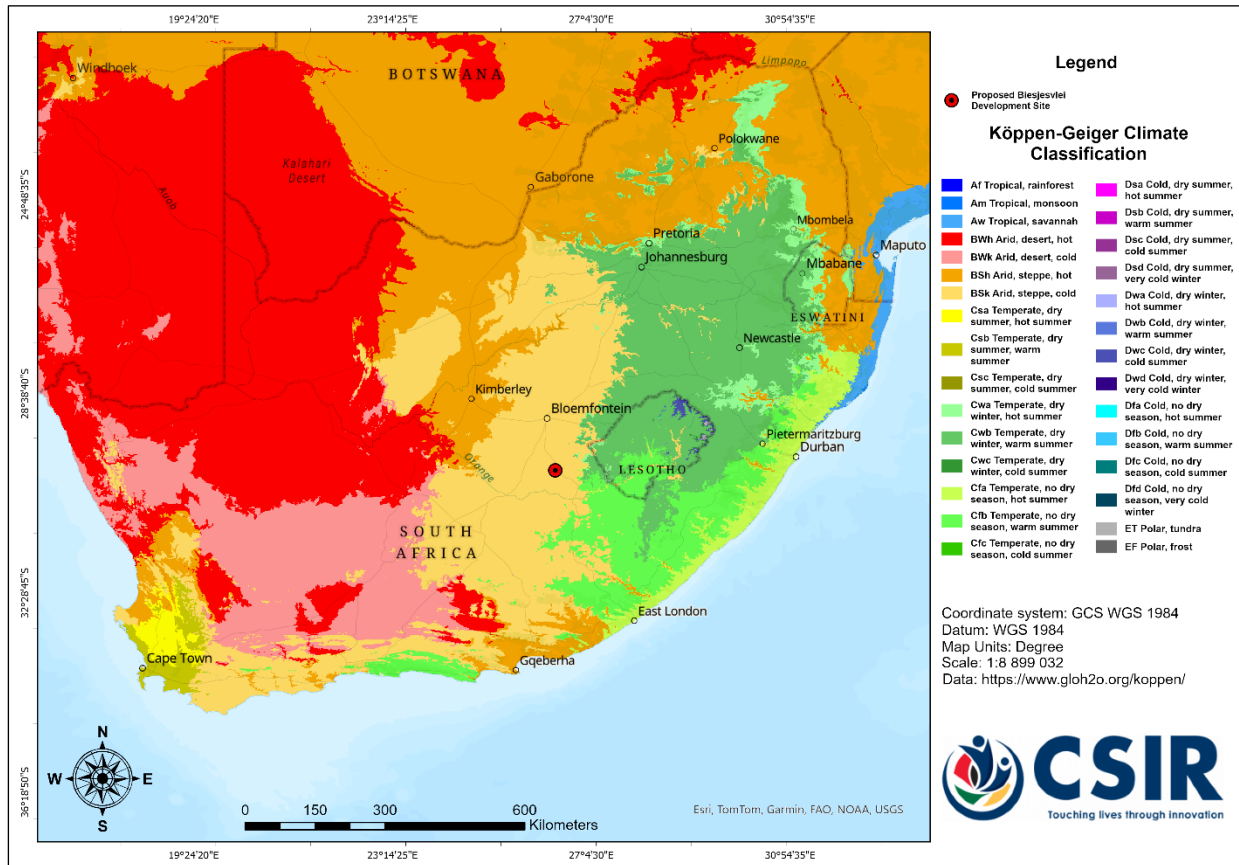 19°24'20"E
23°14'25"E
27°4'30"E
30°54'35"E
24°48'35"S
28°38'40"S
32°28'45"S
36°18'50"S
Windhoek
BOTSWANA
Limpopo
Kalahari
Desert
Auob
Gaborone
Polokwane
Mbombela
Pretoria
Johannesburg
Maputo
Mbabane
ESWATINI
Newcastle
Kimberley
Bloemfontein
Orange
LESOTHO
Pietermaritzburg
Durban
SOUTH
AFRICA
East London
Cape Town
Gqeberha
N
W
E
S
0
150
300
600
Kilometers
Esri, TomTom, Garmin, FAO, NOAA, USGS
19°24'20"E
23°14'25"E
27°4'30"E
30°54'35"E
Legend
Proposed Biesjesvlei
Development Site
Köppen-Geiger Climate
Classification
Af Tropical, rainforest
Am Tropical, monsoon
Aw Tropical, savannah
BWh Arid, desert, hot
BWk Arid, desert, cold
BSh Arid, steppe, hot
BSk Arid, steppe, cold
Csa Temperate, dry
summer, hot summer
Csb Temperate, dry
summer, warm
summer
Csc Temperate, dry
summer, cold summer
Cwa Temperate, dry
winter, hot summer
Cwb Temperate, dry
winter, warm summer
Cwc Temperate, dry
winter, cold summer
Cfa Temperate, no dry
season, hot summer
Cfb Temperate, no dry
season, warm summer
Cfc Temperate, no dry
season, cold summer
Dsa Cold, dry summer,
hot summer
Dsb Cold, dry summer,
warm summer
Dsc Cold, dry summer,
cold summer
Dsd Cold, dry summer,
very cold winter
Dwa Cold, dry winter,
hot summer
Dwb Cold, dry winter,
warm summer
Dwc Cold, dry winter,
cold summer
Dwd Cold, dry winter,
very cold winter
Dfa Cold, no dry
season, hot summer
Dfb Cold, no dry
season, warm summer
Dfc Cold, no dry
season, cold summer
Dfd Cold, no dry
season, very cold
winter
ET Polar, tundra
EF Polar, frost
Coordinate system: GCS WGS 1984
Datum: WGS 1984
Map Units: Degree
Scale: 1:8 899 032
Data: https://www.gloh2o.org/koppen/
CSIR
Touching lives through innovation